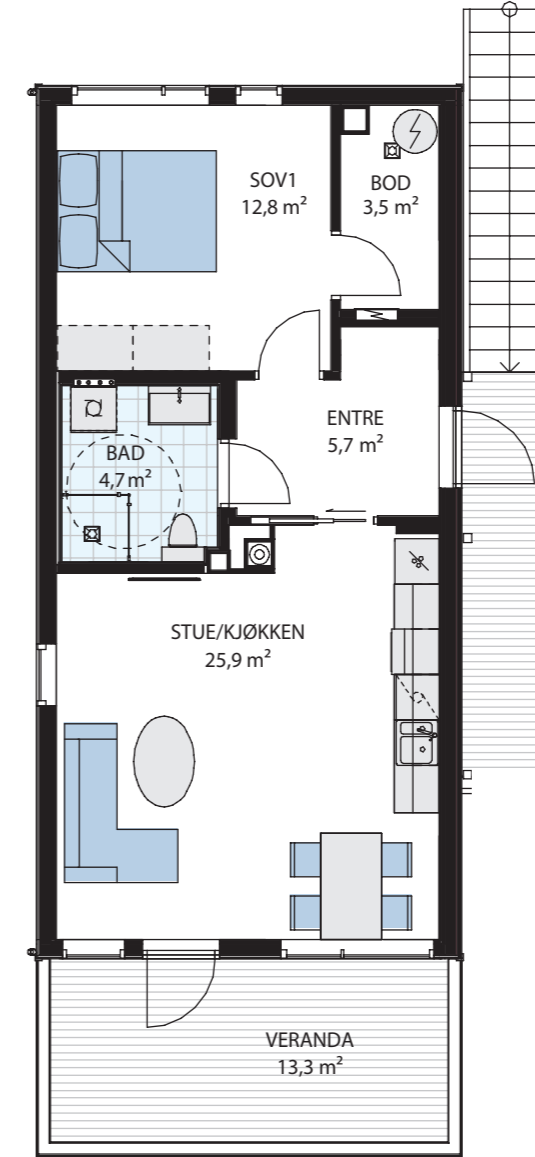 SOV1
12,8 m²
BOD
3,5 m²
ENTRE
5,7 m²
BAD
4,7 m²
STUE/KJØKKEN
25,9 m²
VERANDA
13,3 m²